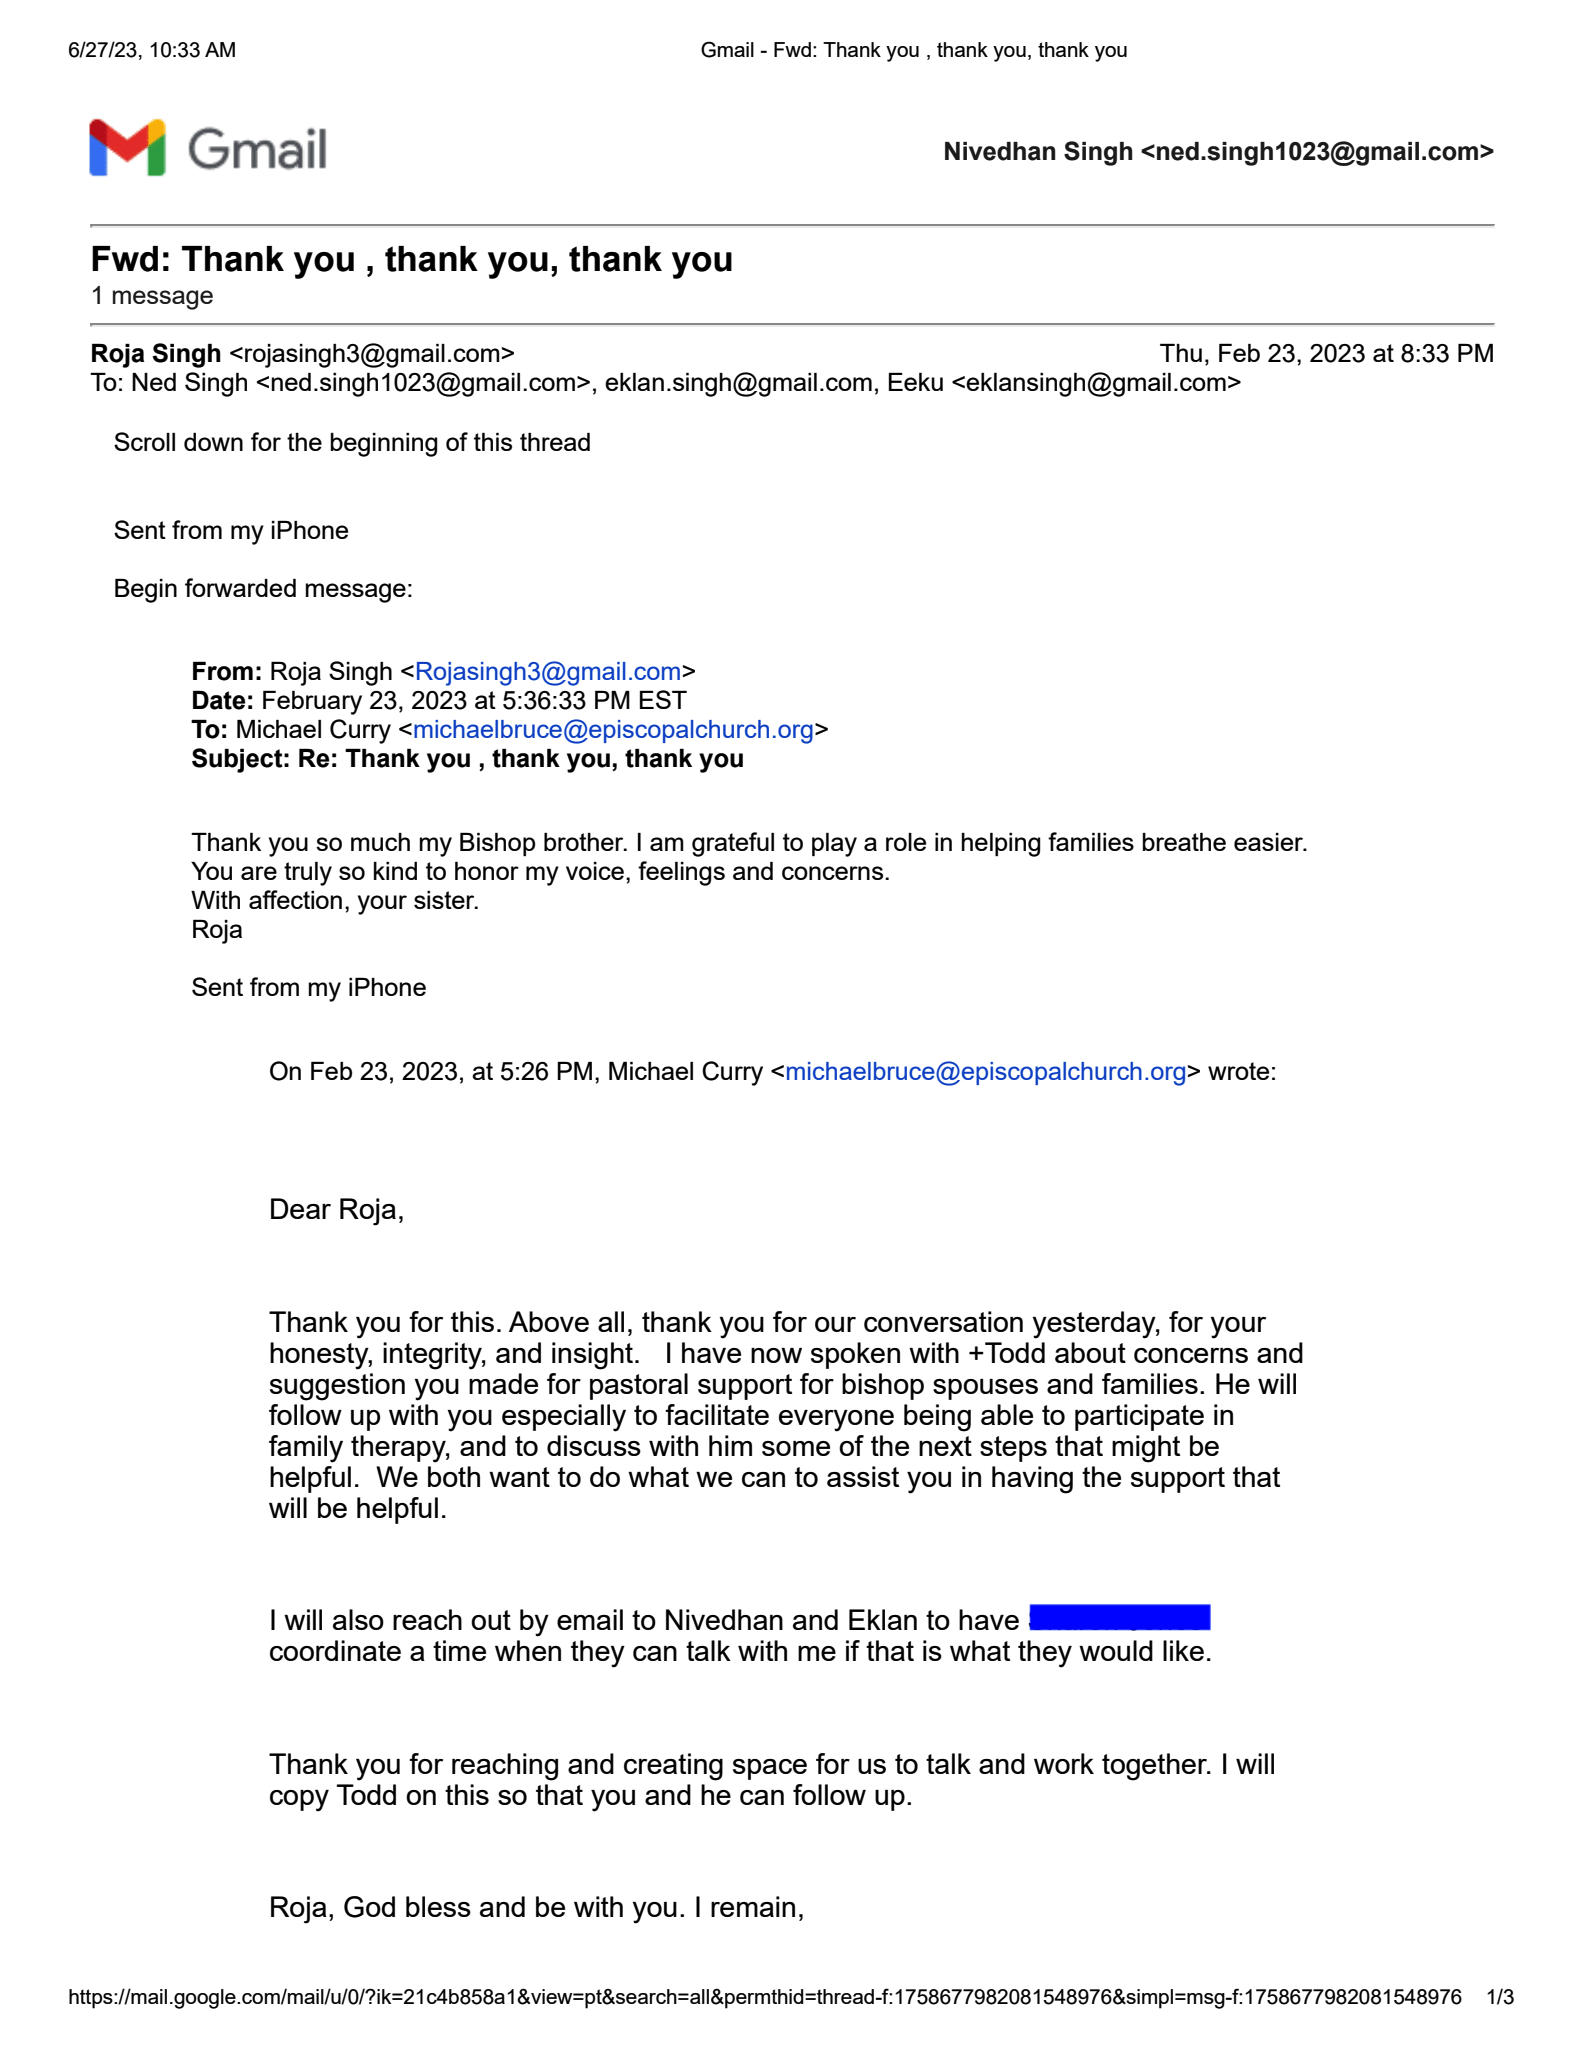 6/27/23, 10:33 AM
Gmail - Fwd: Thank you , thank you, thank you
Gmail
Nivedhan Singh <ned.singh1023@gmail.com>
Fwd: Thank you , thank you, thank you
1 message
Roja Singh <rojasingh3@gmail.com>
Thu, Feb 23, 2023 at 8:33 PM
To: Ned Singh <ned.singh1023@gmail.com>, eklan.singh@gmail.com, Eeku <eklansingh@gmail.com>
Scroll down for the beginning of this thread
Sent from my iPhone
Begin forwarded message:
From: Roja Singh <Rojasingh3@gmail.com>
Date: February 23, 2023 at 5:36:33 PM EST
To: Michael Curry <michaelbruce@episcopalchurch.org>
Subject: Re: Thank you , thank you, thank you
Thank you so much my Bishop brother. I am grateful to play a role in helping families breathe easier.
You are truly so kind to honor my voice, feelings and concerns.
With affection, your sister.
Roja
Sent from my iPhone
On Feb 23, 2023, at 5:26 PM, Michael Curry <michaelbruce@episcopalchurch.org> wrote:
Dear Roja,
Thank you for this. Above all, thank you for our conversation yesterday, for your
honesty, integrity, and insight.   I have now spoken with +Todd about concerns and
suggestion you made for pastoral support for bishop spouses and families. He will
follow up with you especially to facilitate everyone being able to participate in
family therapy, and to discuss with him some of the next steps that might be
helpful.  We both want to do what we can to assist you in having the support that
will be helpful.
I will also reach out by email to Nivedhan and Eklan to have
coordinate a time when they can talk with me if that is what they would like.
Thank you for reaching and creating space for us to talk and work together. I will
copy Todd on this so that you and he can follow up.
Roja, God bless and be with you. I remain,
https://mail.google.com/mail/u/0/?ik=21c4b858a1&view=pt&search=all&permthid=thread-f:1758677982081548976&simpl=msg-f:1758677982081548976
1/3